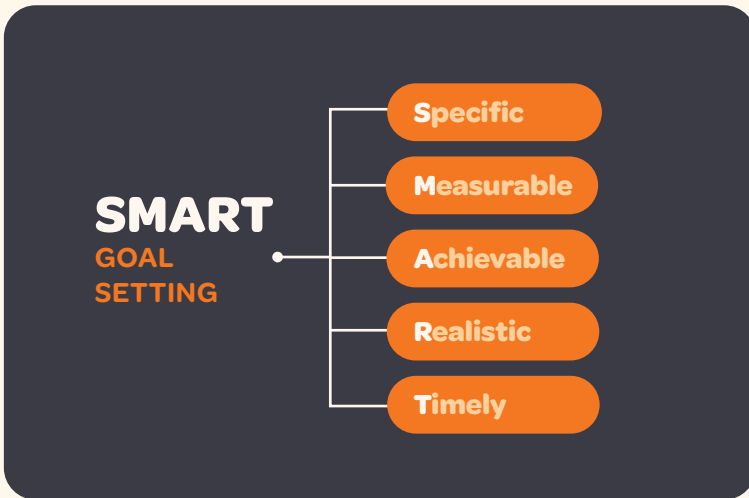 SMART
GOAL
SETTING
Specific
Measurable
Achievable
Realistic
Timely